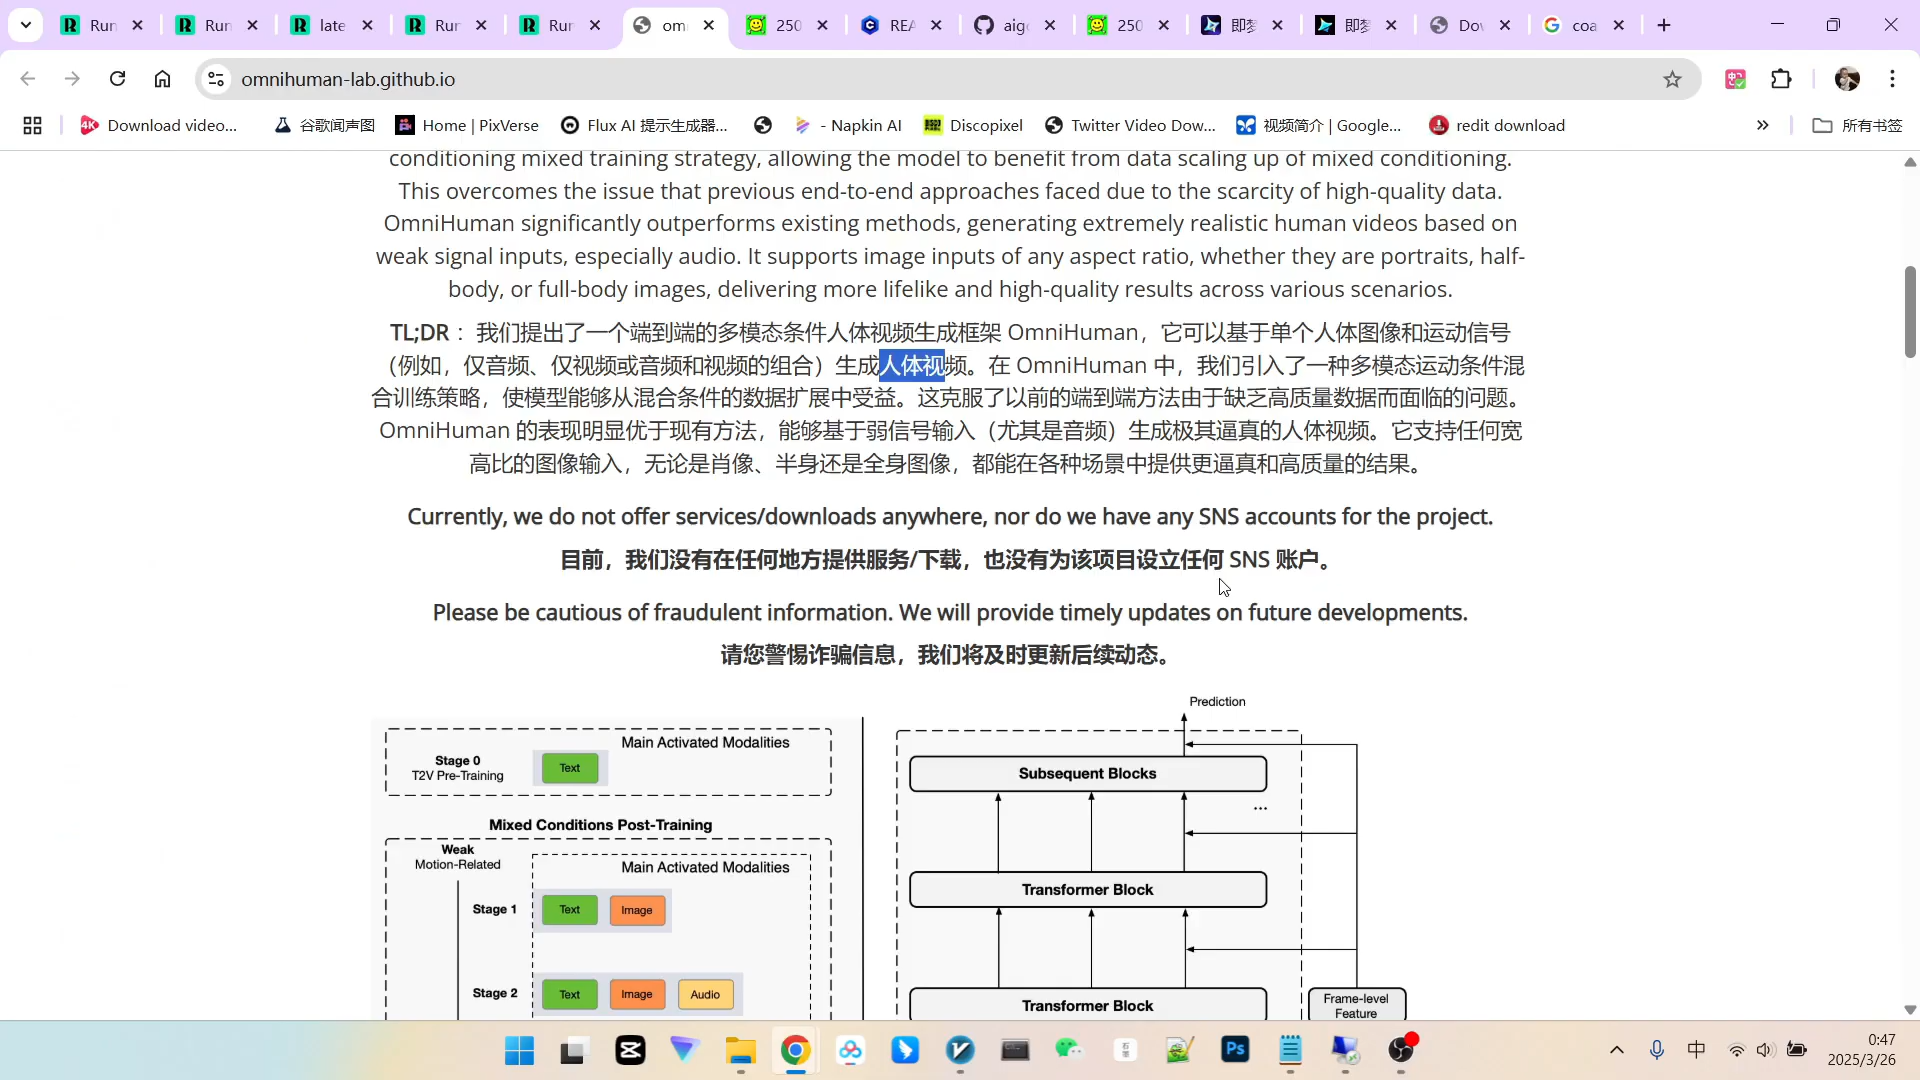 Run
Run
late
Run
Run
om
250
REA
aigc
250
即梦
即梦
Dov
coa
omnihuman-lab.github.io
Download video...
谷歌闻声图
Home | PixVerse
Flux AI 提示生成器...
- Napkin AI
Discopixel
Twitter Video Dow...
视频简介 | Google...
redit download
»
所有书签
conditioning mixed training strategy, allowing the model to benefit from data scaling up of mixed conditioning.
This overcomes the issue that previous end-to-end approaches faced due to the scarcity of high-quality data.
OmniHuman significantly outperforms existing methods, generating extremely realistic human videos based on
weak signal inputs, especially audio. It supports image inputs of any aspect ratio, whether they are portraits, half-
body, or full-body images, delivering more lifelike and high-quality results across various scenarios.
TL;DR ：我们提出了一个端到端的多模态条件人体视频生成框架 OmniHuman，它可以基于单个人体图像和运动信号
（例如，仅音频、仅视频或音频和视频的组合）生成人体视频。在 OmniHuman 中，我们引入了一种多模态运动条件混
合训练策略，使模型能够从混合条件的数据扩展中受益。这克服了以前的端到端方法由于缺乏高质量数据而面临的问题。
OmniHuman 的表现明显优于现有方法，能够基于弱信号输入（尤其是音频）生成极其逼真的人体视频。它支持任何宽
高比的图像输入，无论是肖像、半身还是全身图像，都能在各种场景中提供更逼真和高质量的结果。
Currently, we do not offer services/downloads anywhere, nor do we have any SNS accounts for the project.
目前，我们没有在任何地方提供服务/下载，也没有为该项目设立任何 SNS 账户。
Please be cautious of fraudulent information. We will provide timely updates on future developments.
请您警惕诈骗信息，我们将及时更新后续动态。
Main Activated Modalities
Stage 0
T2V Pre-Training
Text
Mixed Conditions Post-Training
Weak
Motion-Related
Main Activated Modalities
Stage 1
Text
Image
Stage 2
Text
Image
Audio
Prediction
Subsequent Blocks
...
Transformer Block
Transformer Block
Frame-level
Feature
Ps
中
0:47
2025/3/26